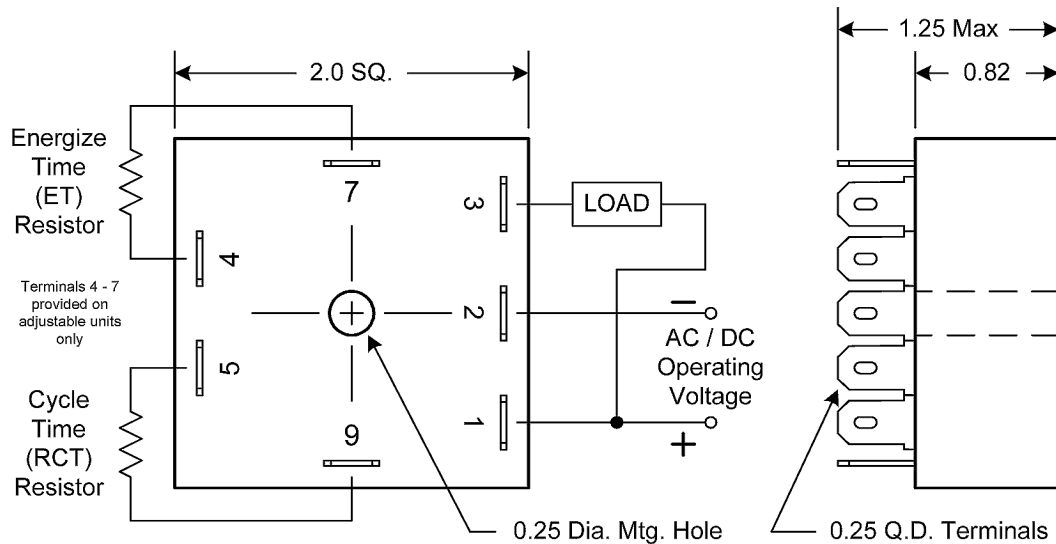 1.25 Max
2.0 SQ.
0.82
Energize
Time
(ET)
Resistor
7
3
LOAD
4
Terminals 4 - 7
provided on
adjustable units
only
2
−
AC / DC
Operating
Voltage
5
Cycle
Time
(RCT)
Resistor
9
1
+
0.25 Dia. Mtg. Hole
0.25 Q.D. Terminals